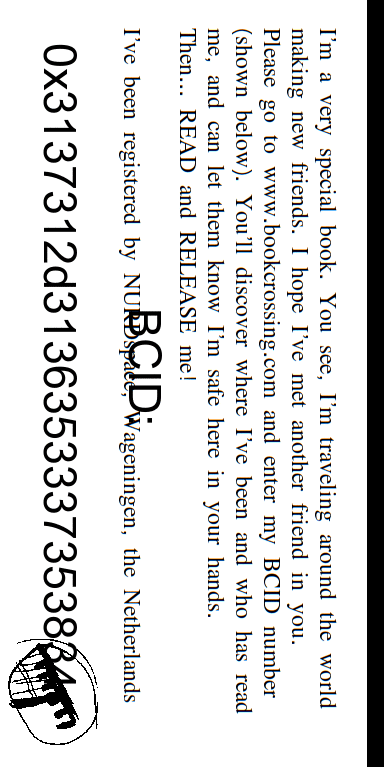 I'm a very special book. You see, I'm traveling around the world
making new friends. I hope I've met another friend in you.
Please go to www.bookcrossing.com and enter my BCID number
(shown below). You'll discover where I've been and who has read
me, and can let them know I'm safe here in your hands.
Then... READ and RELEASE me!
BCID:
I've been registered by NURDspace, Wageningen, the Netherlands
0x3137312d3136353337353834